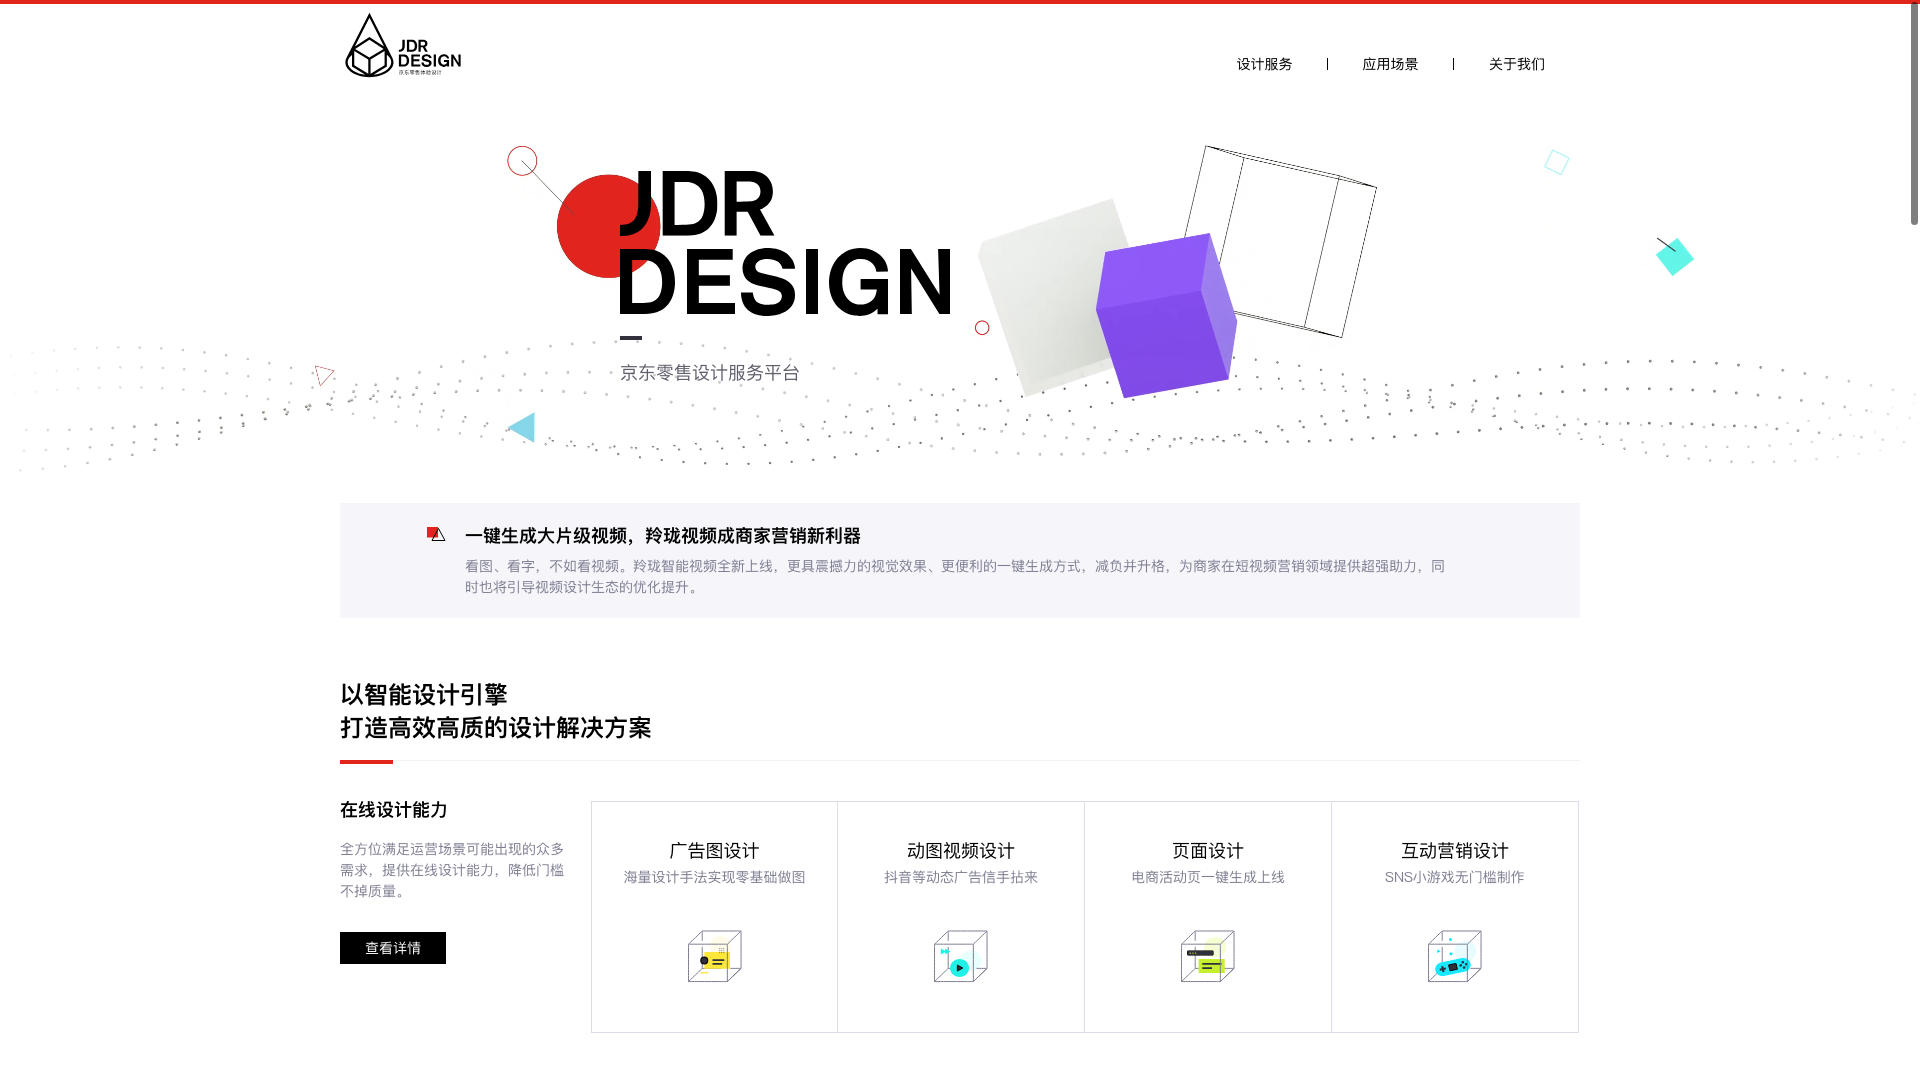 JDR
DESIGN
京东零售体验设计
设计服务
应用场景
关于我们
JDR
DESIGN
京东零售设计服务平台
一键生成大片级视频，羚珑视频成商家营销新利器
看图、看字，不如看视频。羚珑智能视频全新上线，更具震撼力的视觉效果、更便利的一键生成方式，减负并升格，为商家在短视频营销领域提供超强助力，同
时也将引导视频设计生态的优化提升。
以智能设计引擎
打造高效高质的设计解决方案
在线设计能力
全方位满足运营场景可能出现的众多
需求，提供在线设计能力，降低门槛
不掉质量。
查看详情
广告图设计
海量设计手法实现零基础做图
动图视频设计
抖音等动态广告信手拈来
页面设计
电商活动页一键生成上线
互动营销设计
SNS小游戏无门槛制作